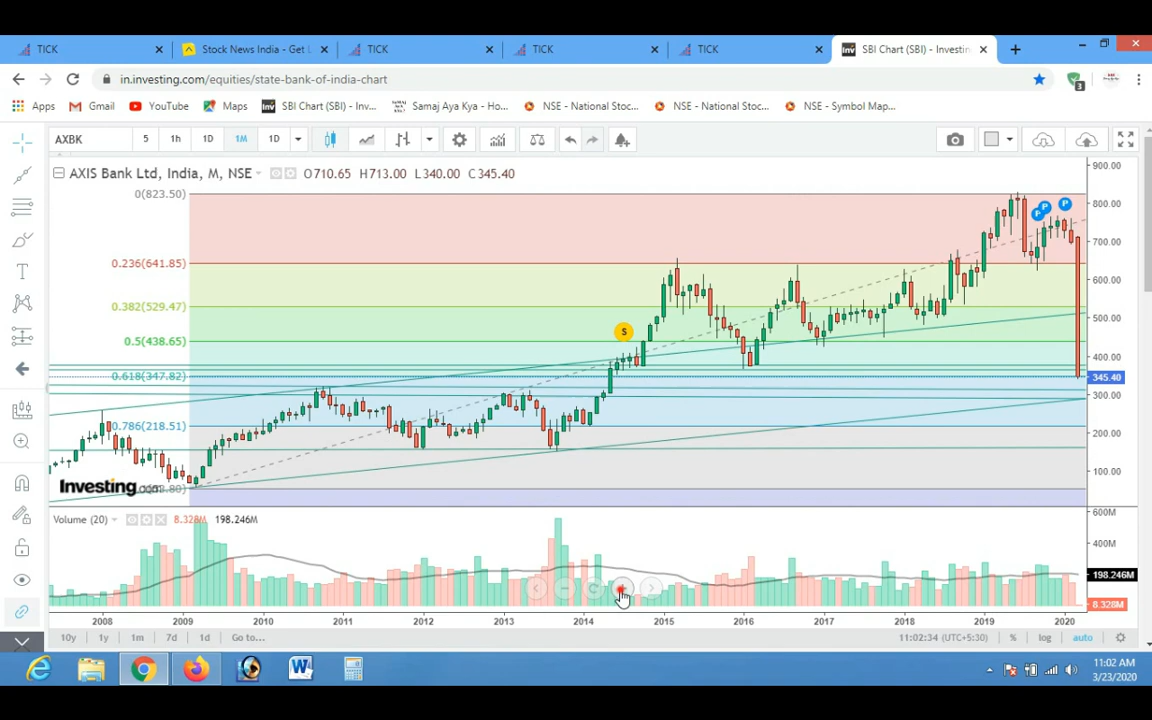 TICK
Stock News India - Get L
TICK
TICK
TICK
SBI Chart (SBI) - Investin
in.investing.com/equities/state-bank-of-india-chart
3
Apps
Gmail
YouTube
Maps
SBI Chart (SBI) - Inv...
Samaj Aya Kya - Ho...
NSE - National Stoc...
NSE - National Stoc...
NSE - Symbol Map...
AXBK
5
1h
1D
1M
1D
AXIS Bank Ltd, India, M, NSE
O710.65 H713.00 L340.00 C345.40
900.00
0(823.50)
800.00
P P P
700.00
0.236(641.85)
600.00
0.382(529.47)
500.00
S
0.5(438.65)
400.00
0.618(347.82)
345.40
300.00
0.786(218.51)
200.00
100.00
Investing.com
Volume (20)
8.328M
198.246M
600M
400M
198.246M
8.328M
2008 2009 2010 2011 2012 2013 2014 2015 2016 2017 2018 2019 2020
10y 1y 1m 7d 1d Go to...
11:02:34 (UTC+5:30)
%
log
auto
11:02 AM
3/23/2020